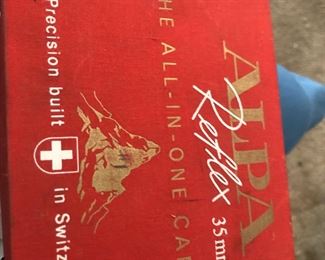 ALPA
Reflex 35mm
THE ALL-IN-ONE CA
Precision built in Switz